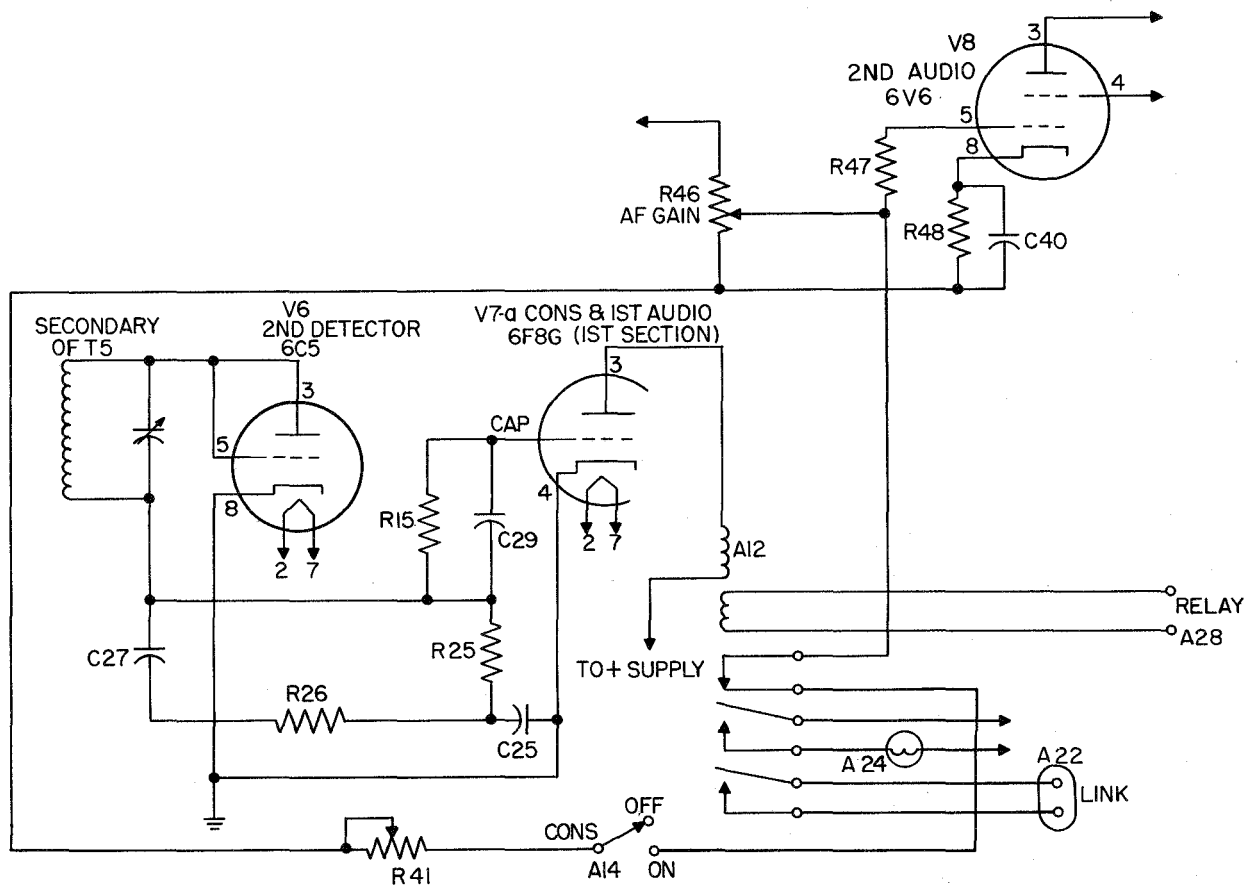 3
V8
2ND AUDIO
6V6
4
5
8
R47
R46
AF GAIN
R48
C40
V6
2ND DETECTOR
6C5
V7-a CONS & IST AUDIO
6F8G (IST SECTION)
SECONDARY
OF T5
3
3
CAP
5
8
4
R15
C29
2 7
2 7
A12
RELAY
A28
C27
R25
TO + SUPPLY
R26
C25
A24
A22
LINK
OFF
CONS
A14
ON
R41